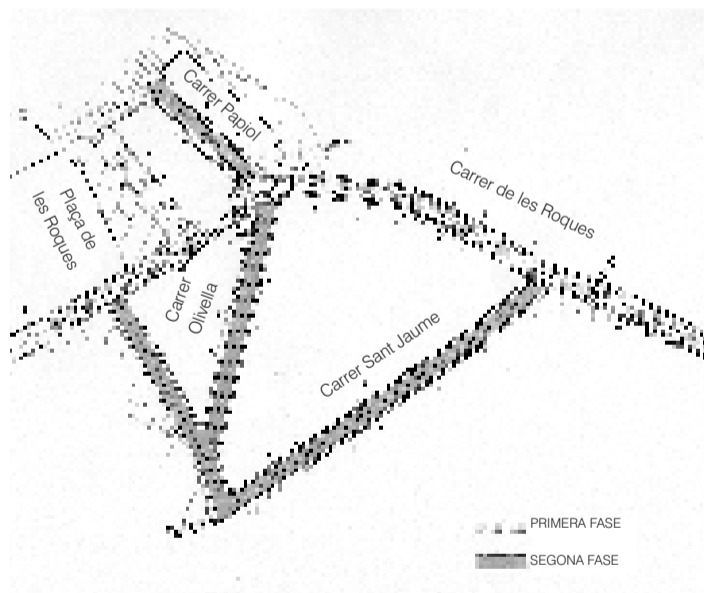 Carrer Papiol
Carrer de les Roques
Plaça de
les Roques
Carrer
Olivella
Carrer Sant Jaume
PRIMERA FASE
SEGONA FASE